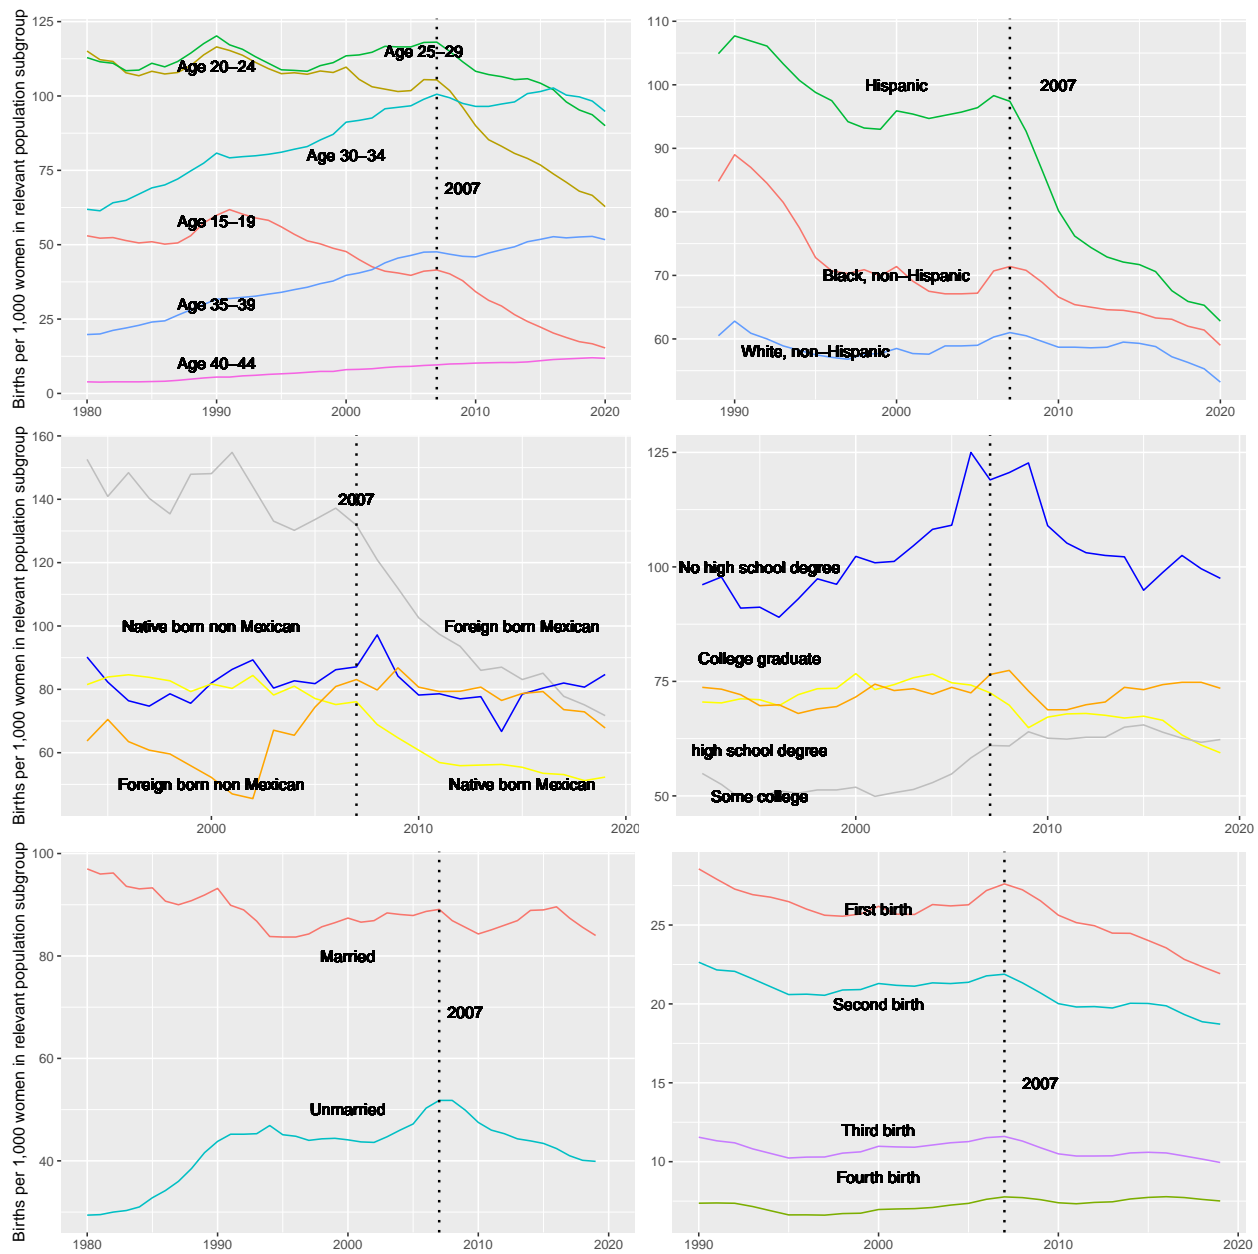 Births per 1,000 women in relevant population subgroup
125
100
75
50
25
0
Age 25–29
Age 20–24
Age 30–34
2007
Age 15–19
Age 35–39
Age 40–44
1980
1990
2000
2010
2020
110
100
90
80
70
60
Hispanic
2007
Black, non–Hispanic
White, non–Hispanic
1990
2000
2010
2020
Births per 1,000 women in relevant population subgroup
160
140
120
100
80
60
2007
Native born non Mexican
Foreign born Mexican
Foreign born non Mexican
Native born Mexican
2000
2010
2020
125
100
75
50
No high school degree
College graduate
high school degree
Some college
2000
2010
2020
Births per 1,000 women in relevant population subgroup
100
80
60
40
Married
2007
Unmarried
1980
1990
2000
2010
2020
25
20
15
10
First birth
Second birth
2007
Third birth
Fourth birth
1990
2000
2010
2020